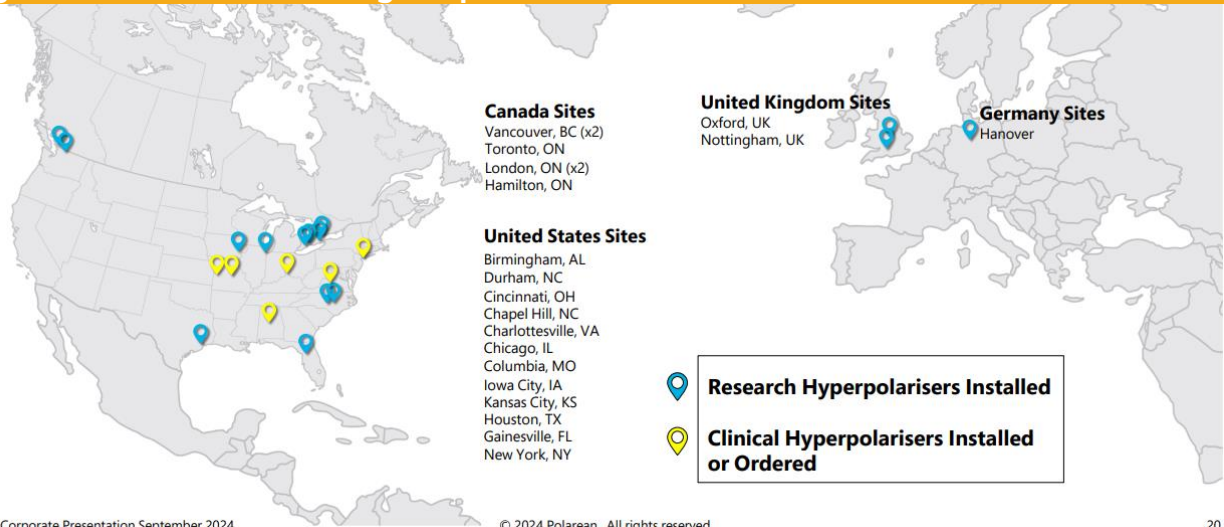 Canada Sites
Vancouver, BC (x2)
Toronto, ON
London, ON (x2)
Hamilton, ON
United States Sites
Birmingham, AL
Durham, NC
Cincinnati, OH
Chapel Hill, NC
Charlottesville, VA
Chicago, IL
Columbia, MO
Iowa City, IA
Kansas City, KS
Houston, TX
Gainesville, FL
New York, NY
United Kingdom Sites
Oxford, UK
Nottingham, UK
Germany Sites
Hanover
Research Hyperpolarisers Installed
Clinical Hyperpolarisers Installed
or Ordered
Corporate Presentation September 2024
© 2024 Polarean. All rights reserved
20